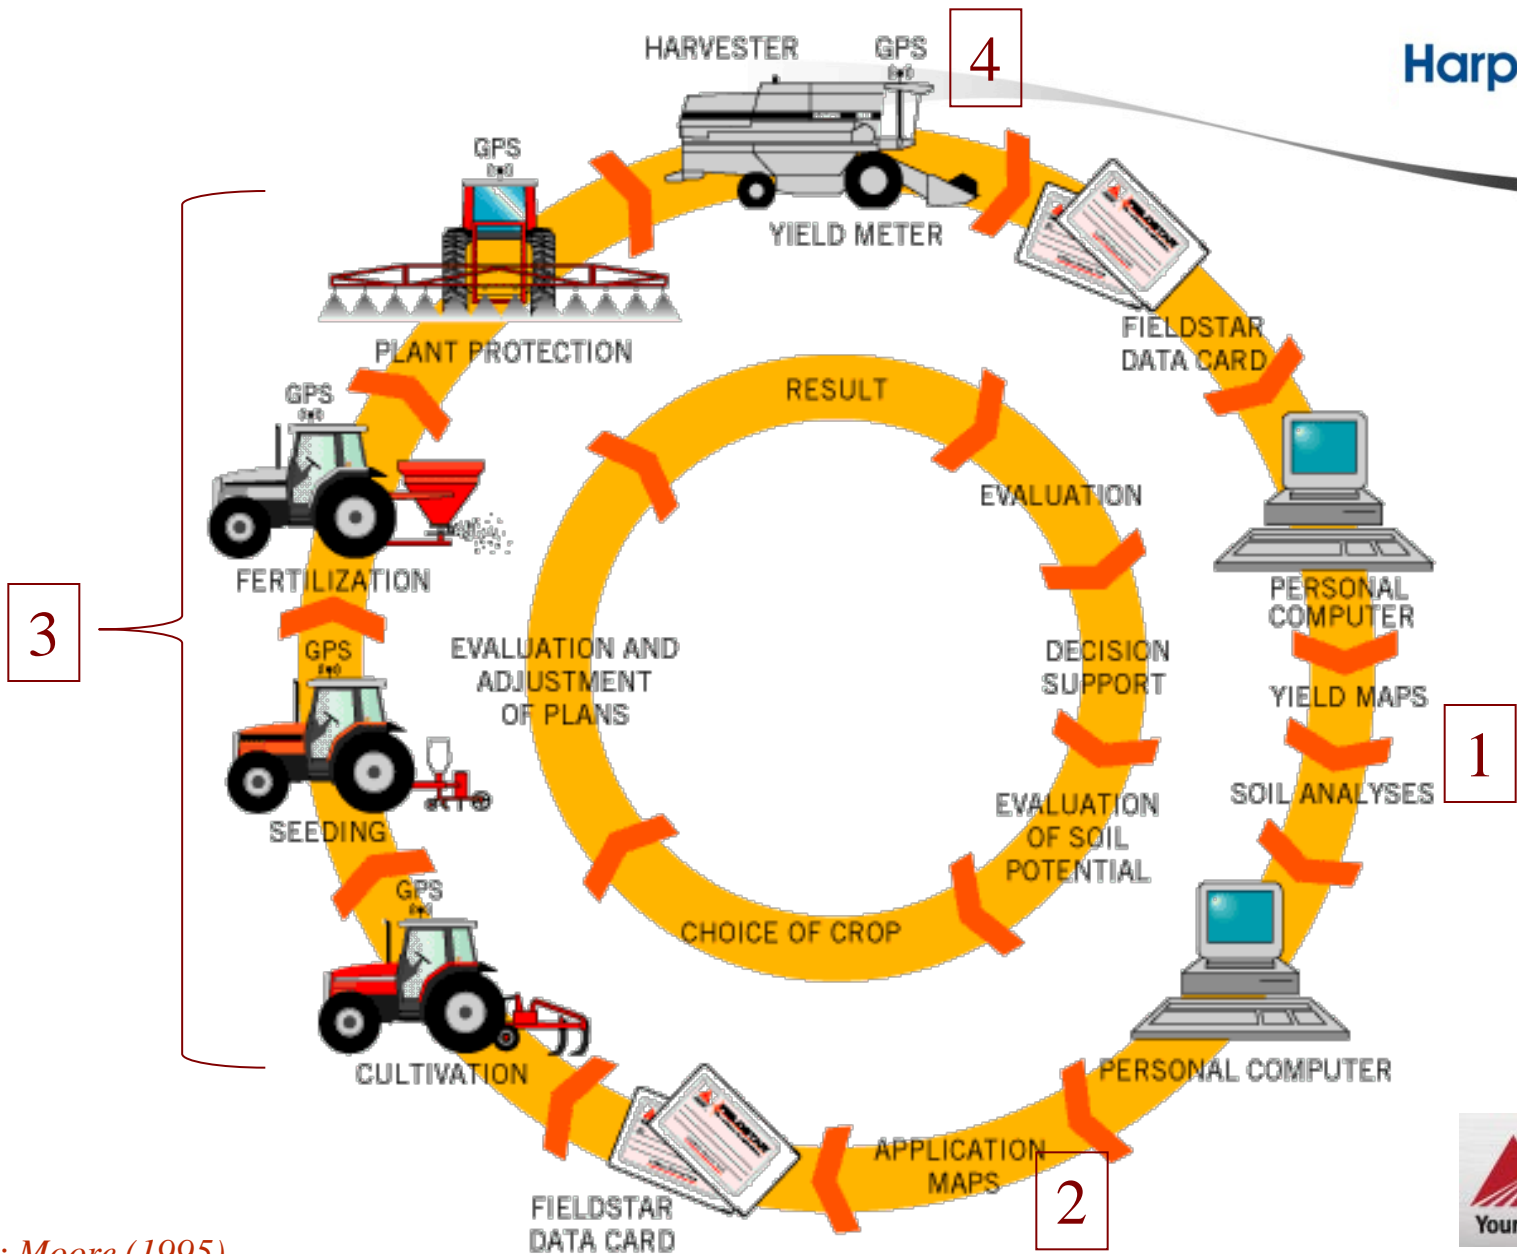 HARVESTER
GPS
4
Harp
GPS
YIELD METER
FIELDSTAR
FIELDSTAR
DATA CARD
PLANT PROTECTION
RESULT
GPS
EVALUATION
FERTILIZATION
PERSONAL
COMPUTER
3
GPS
EVALUATION AND
ADJUSTMENT
OF PLANS
DECISION
SUPPORT
YIELD MAPS
1
SOIL ANALYSES
SEEDING
EVALUATION
OF SOIL
POTENTIAL
GPS
CHOICE OF CROP
CULTIVATION
PERSONAL COMPUTER
FIELDSTAR
APPLICATION
MAPS
2
FIELDSTAR
DATA CARD
Your
: Moore (1995)